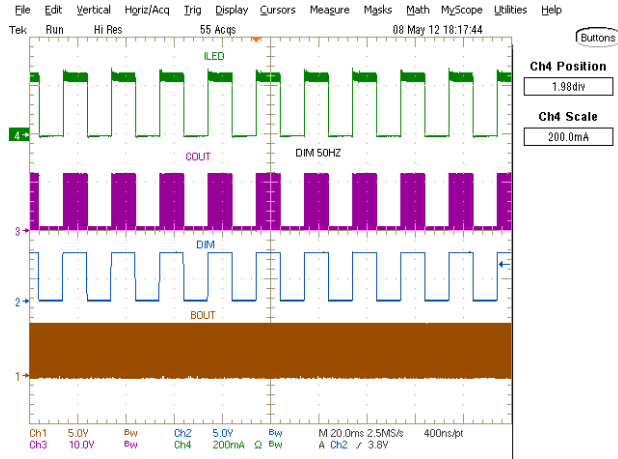 File Edit Vertical Horiz/Acq Trig Display Cursors Measure Masks Math MyScope Utilities Help
Tek Run Hi Res 55 Acqs 08 May 12 18:17:44
Buttons
ILED
Ch4 Position
1.98div
Ch4 Scale
200.0mA
4
COUT
DIM 50HZ
3
DIM
2
BOUT
1
Ch1 5.0V Bw Ch2 5.0V Bw M 20.0ms 2.5MS/s 400ns/pt
Ch3 10.0V Bw Ch4 200mA Ω Bw A Ch2 / 3.8V